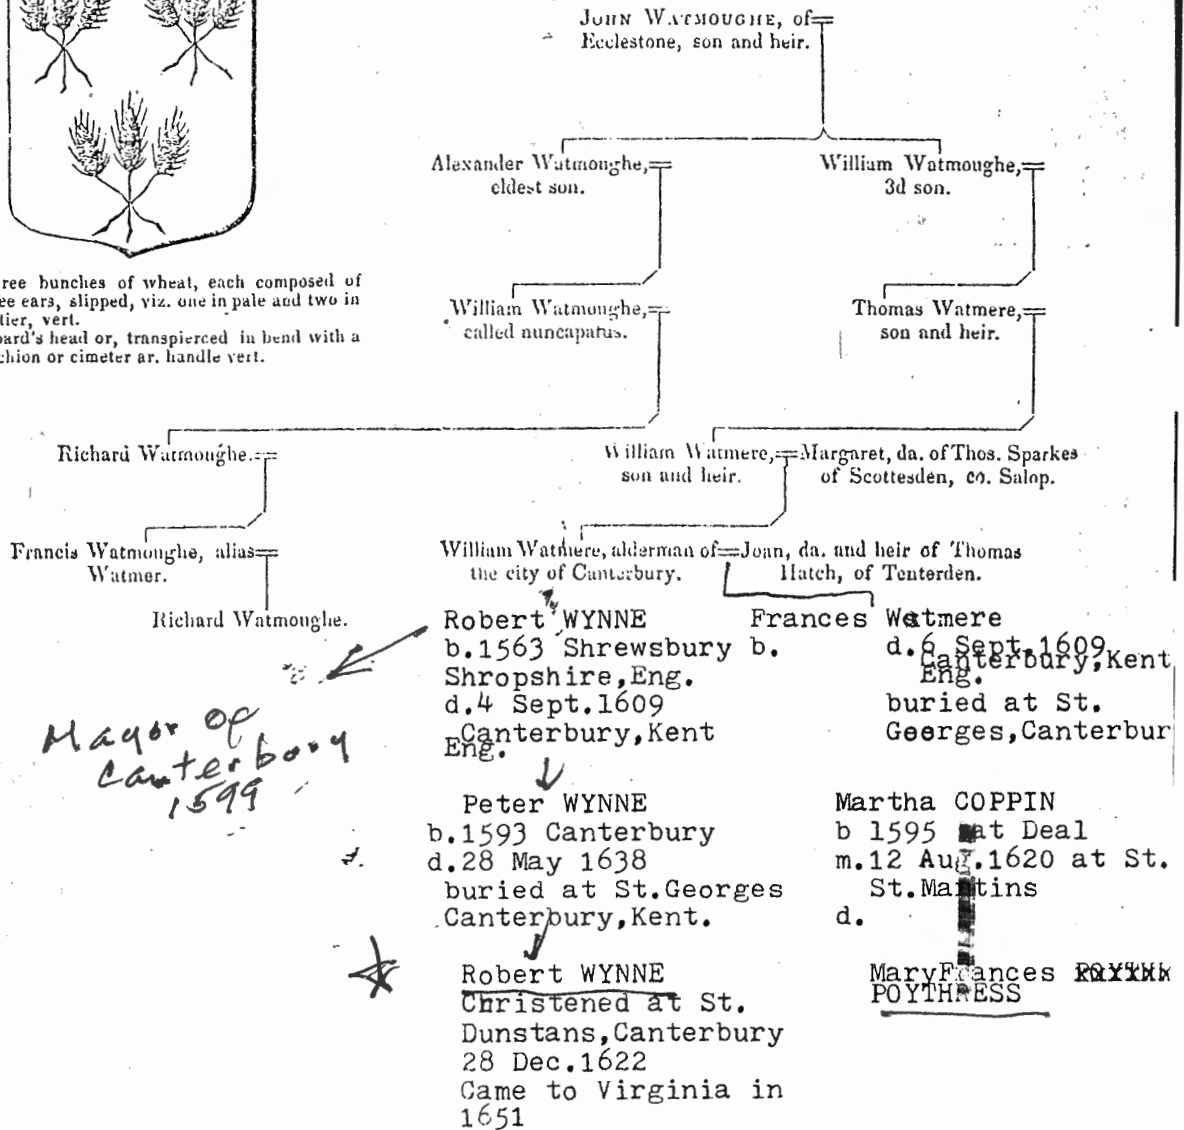 JOHN WATMOUGHE, of
Ecclestone, son and heir.
Alexander Watmoughe,
eldest son.
William Watmoughe,
3d son.
ree bunches of wheat, each composed of
ee ears, slipped, viz. one in pale and two in
tier, vert.
pard's head or, transpierced in bend with a
chion or cimeter ar. handle vert.
William Watmoughe,
called nuncapatus.
Thomas Watmere,
son and heir.
Richard Watmoughe.
William Watmere,
son and heir.
Margaret, da. of Thos. Sparkes
of Scottesden, co. Salop.
Francis Watmoughe, alias
Watmer.
William Watmere, alderman of
the city of Canterbury.
Joan, da. and heir of Thomas
Hatch, of Tenterden.
Richard Watmoughe.
Robert WYNNE
b.1563 Shrewsbury
Shropshire,Eng.
d.4 Sept.1609
Canterbury,Kent
Eng.
Frances Watmere
b. d.6 Sept.1609
Canterbury,Kent
Eng.
buried at St.
Georges,Canterbur
Mayor of
Canterbury
1599
Peter WYNNE
b.1593 Canterbury
d.28 May 1638
buried at St.Georges
Canterbury,Kent.
Martha COPPIN
b 1595 at Deal
m.12 Aug.1620 at St.
St.Martins
d.
Robert WYNNE
Christened at St.
Dunstans,Canterbury
28 Dec.1622
Came to Virginia in
1651
MaryFrances
POYTHRESS